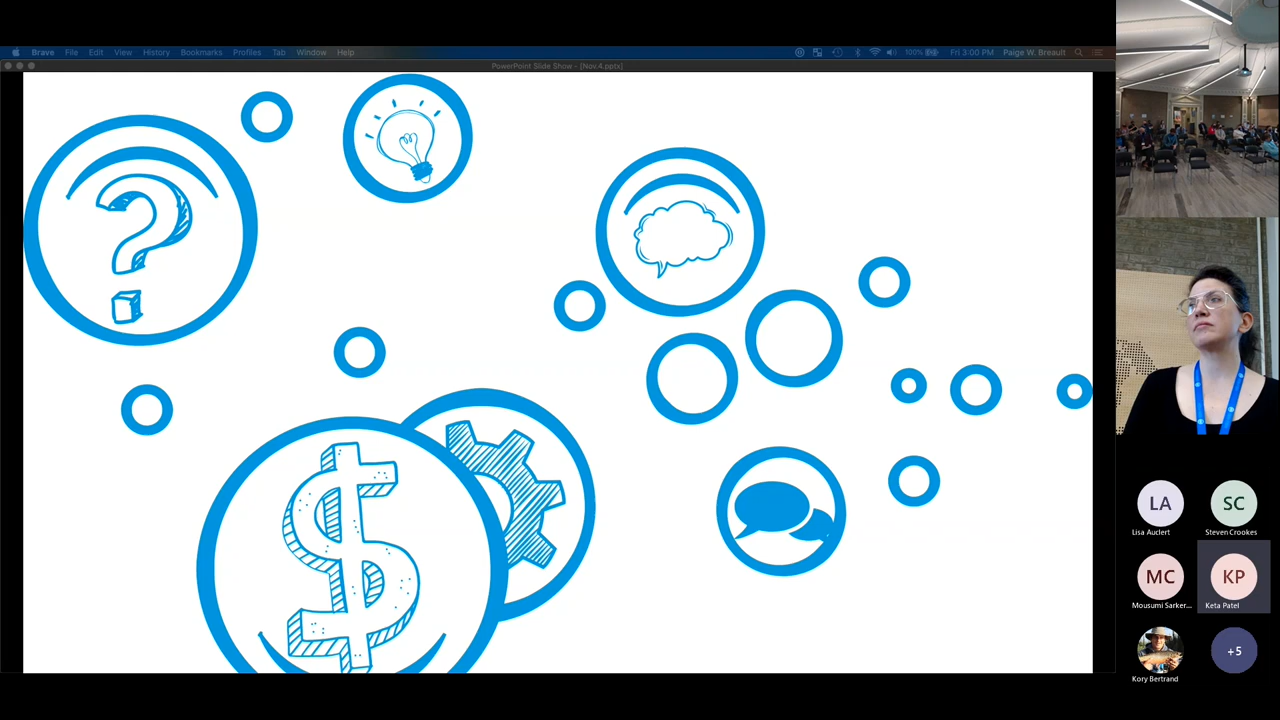 Brave File Edit View History Bookmarks Profiles Tab Window Help 100% Fri 3:00 PM Paige W. Breault
PowerPoint Slide Show - [Nov.4.pptx]
?
$
LA SC
Lisa Auclert Steven Crookes
MC KP
Mousumi Sarker... Keta Patel
+5
Kory Bertrand